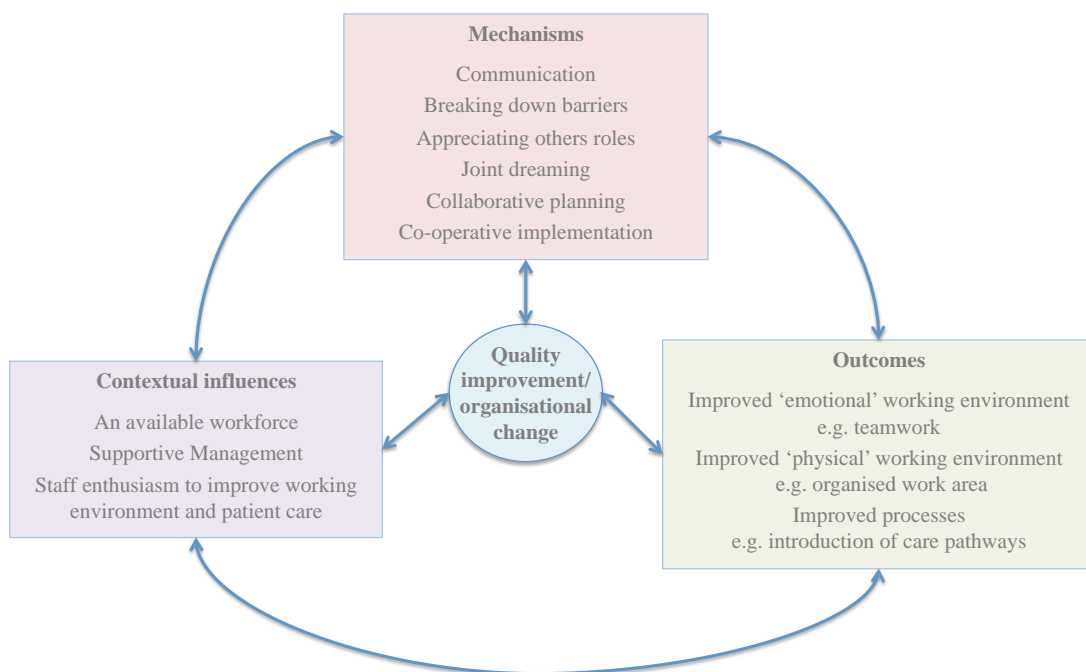 Mechanisms
Communication
Breaking down barriers
Appreciating others roles
Joint dreaming
Collaborative planning
Co-operative implementation
Quality
improvement/
organisational
change
Contextual influences
An available workforce
Supportive Management
Staff enthusiasm to improve working
environment and patient care
Outcomes
Improved ‘emotional’ working environment
e.g. teamwork
Improved ‘physical’ working environment
e.g. organised work area
Improved processes
e.g. introduction of care pathways